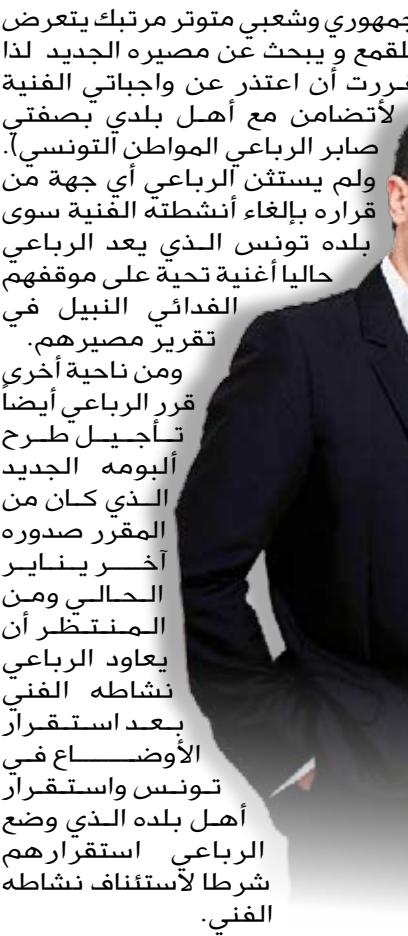 جمهوري وشعبي متوتر مرتبك يتعرض
للقمع و يبحث عن مصيره الجديد لذا
قررت أن اعتذر عن واجباتي الفنية
لأتضامن مع أهل بلدي بصفتي
صابر الرباعي المواطن التونسي).
ولم يستثن الرباعي أي جهة من
قراره بإلغاء أنشطته الفنية سوى
بلده تونس الذي يعد الرباعي
حاليا أغنية تحية على موقفهم
الفدائي النبيل في
تقرير مصيرهم.
ومن ناحية أخرى
قرر الرباعي أيضاً
تأجيل طرح
ألبومه الجديد
الذي كان من
المقرر صدوره
آخر يناير
الحالي ومن
المنتظر أن
يعاود الرباعي
نشاطه الفني
بعد استقرار
الأوضاع في
تونس واستقرار
أهل بلده الذي وضع
الرباعي استقرارهم
شرطا لاستئناف نشاطه
الفني.